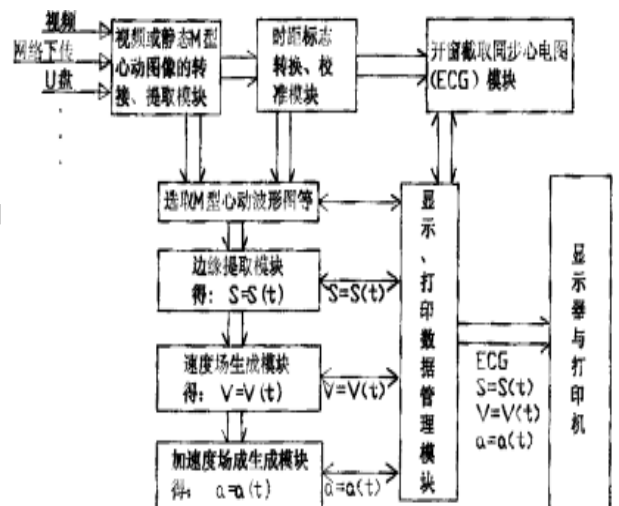 视频
网络下传
U盘
视频或静态M型
心动图像的转
接、提取模块
时距标志
转换、校
准模块
开窗截取同步心电图
(ECG) 模块
选取M型心动波形图等
边缘提取模块
得: S=S(t)
S=S(t)
速度场生成模块
得: V=V(t)
V=V(t)
加速度场成生成模块
得: a=a(t)
a=a(t)
显示、打印数据管理模块
ECG
S=S(t)
V=V(t)
a=a(t)
显示器与打印机